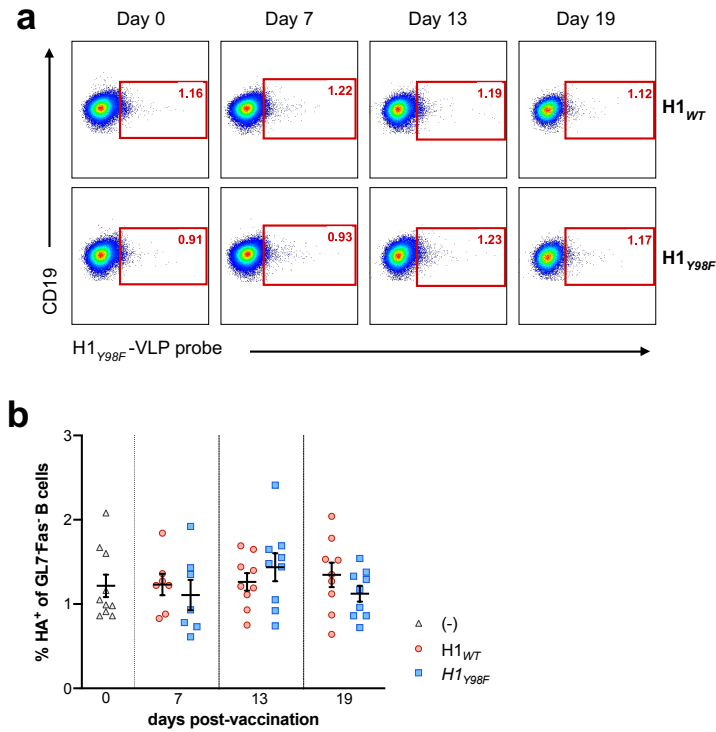 a
Day 0 Day 7 Day 13 Day 19
1.16 1.22 1.19 1.12 H1WT
0.91 0.93 1.23 1.17 H1Y98F
CD19
H1Y98F-VLP probe
b
% HA+ of GL7-Fas- B cells
3
2
1
0
0 7 13 19
days post-vaccination
(-)
H1WT
H1Y98F